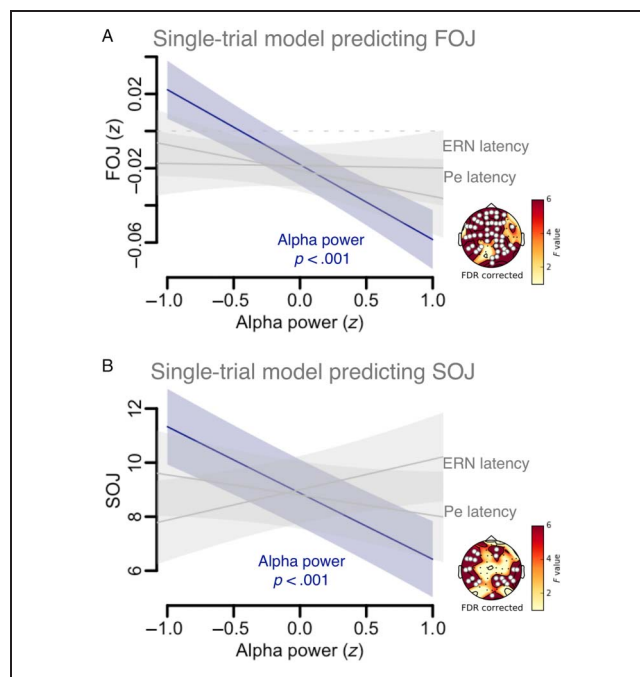 A
Single-trial model predicting FOJ
FOJ (z)
0.02
−0.02
−0.06
ERN latency
Pe latency
Alpha power
p < .001
6
4
2
F value
FDR corrected
−1.0 −0.5 0.0 0.5 1.0
Alpha power (z)
B
Single-trial model predicting SOJ
SOJ
12
10
8
6
ERN latency
Pe latency
Alpha power
p < .001
6
4
2
F value
FDR corrected
−1.0 −0.5 0.0 0.5 1.0
Alpha power (z)